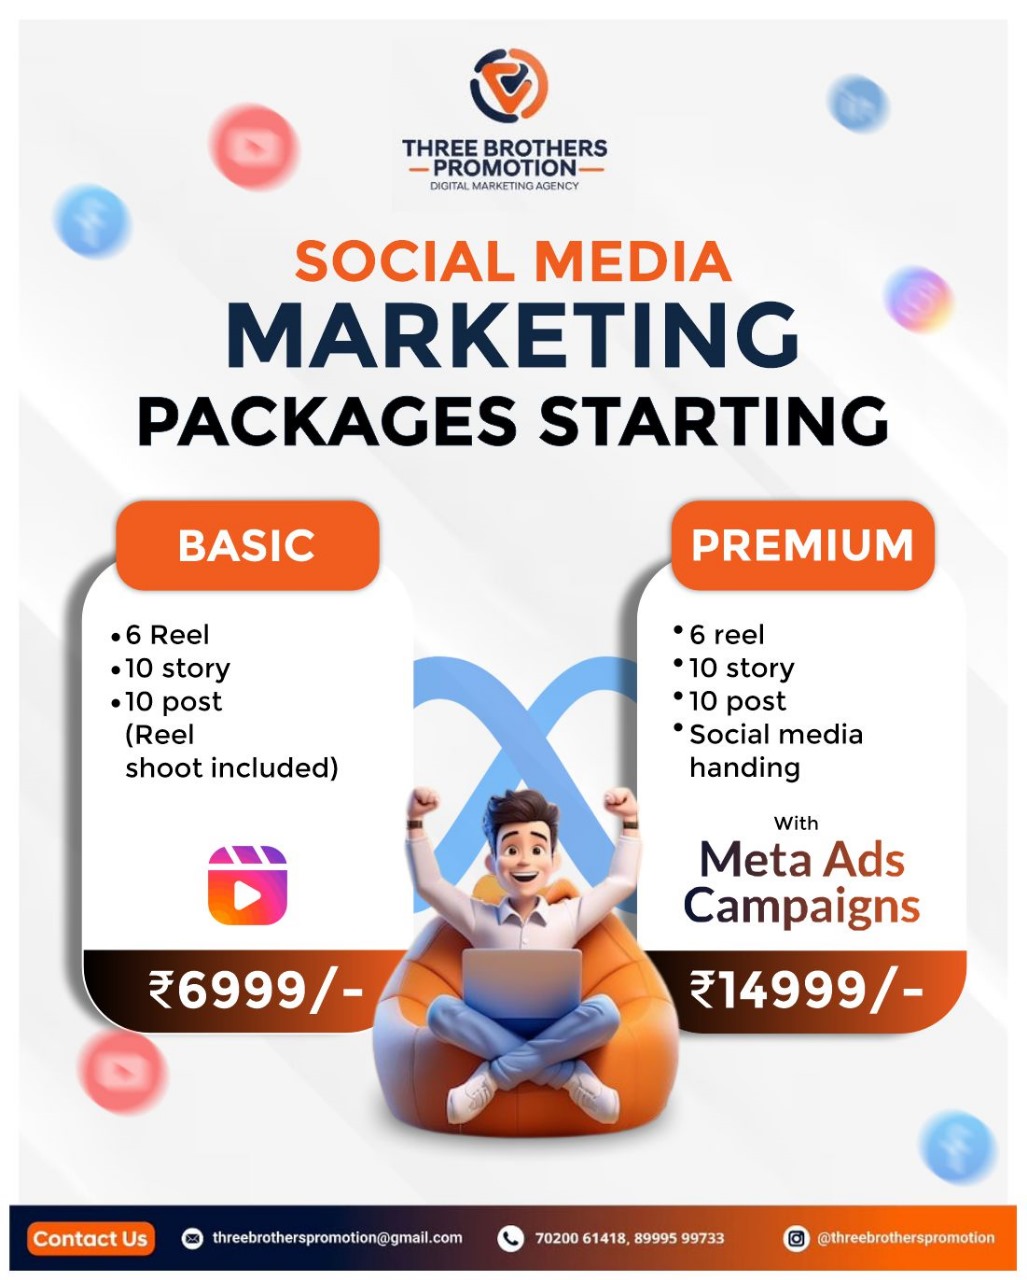 THREE BROTHERS
PROMOTION
DIGITAL MARKETING AGENCY
SOCIAL MEDIA
MARKETING
PACKAGES STARTING
BASIC
• 6 Reel
• 10 story
• 10 post
(Reel
shoot included)
₹6999/-
PREMIUM
• 6 reel
• 10 story
• 10 post
• Social media
handing
With
Meta Ads
Campaigns
₹14999/-
Contact Us
threebrotherspromotion@gmail.com
70200 61418, 89995 99733
@threebrotherspromotion